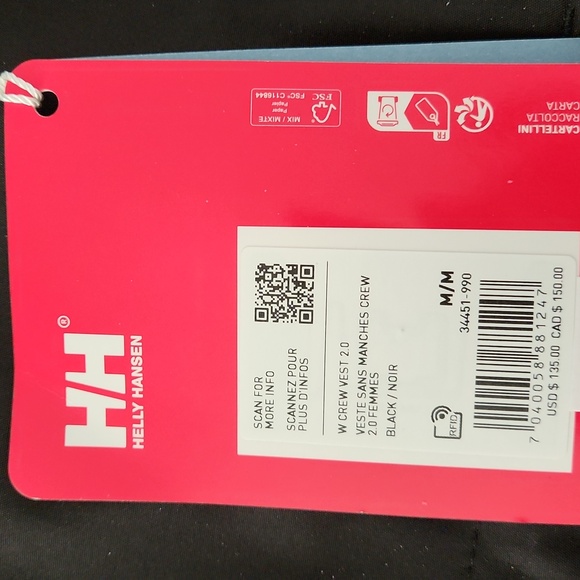 HH®
HELLY HANSEN
FSC
FSC® C116844
MIX / MIXTE
Paper
Papier
FR
CARTELLINI
RACCOLTA
CARTA
SCAN FOR
MORE INFO
SCANNEZ POUR
PLUS D'INFOS
W CREW VEST 2.0
VESTE SANS MANCHES CREW
2.0 FEMMES
BLACK / NOIR
RFID
M/M
34451-990
7 040058 881247
USD $ 135.00 CAD $ 150.00